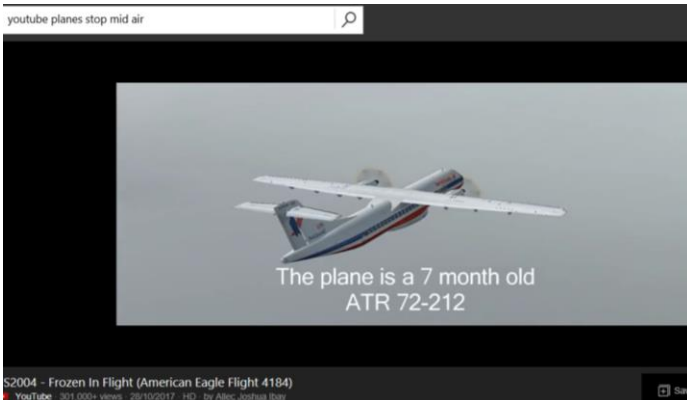 youtube planes stop mid air
The plane is a 7 month old
ATR 72-212
S2004 - Frozen In Flight (American Eagle Flight 4184)
YouTube · 301 000+ views · 28/10/2017 · HD · by Allec Joshua Ibay
Sav